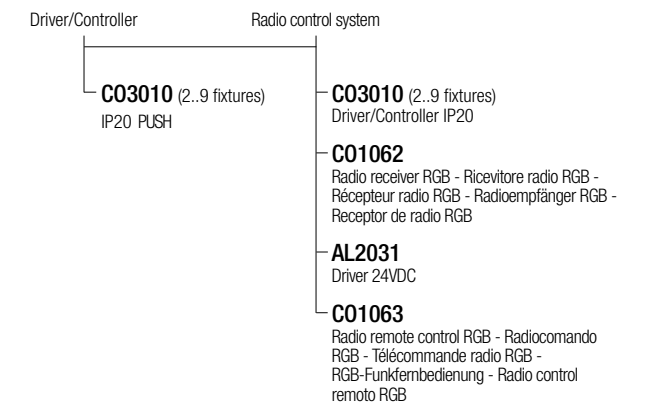 Driver/Controller
Radio control system
CO3010 (2..9 fixtures)
IP20 PUSH
CO3010 (2..9 fixtures)
Driver/Controller IP20
CO1062
Radio receiver RGB - Ricevitore radio RGB -
Récepteur radio RGB - Radioempfänger RGB -
Receptor de radio RGB
AL2031
Driver 24VDC
CO1063
Radio remote control RGB - Radiocomando
RGB - Télécommande radio RGB -
RGB-Funkfernbedienung - Radio control
remoto RGB